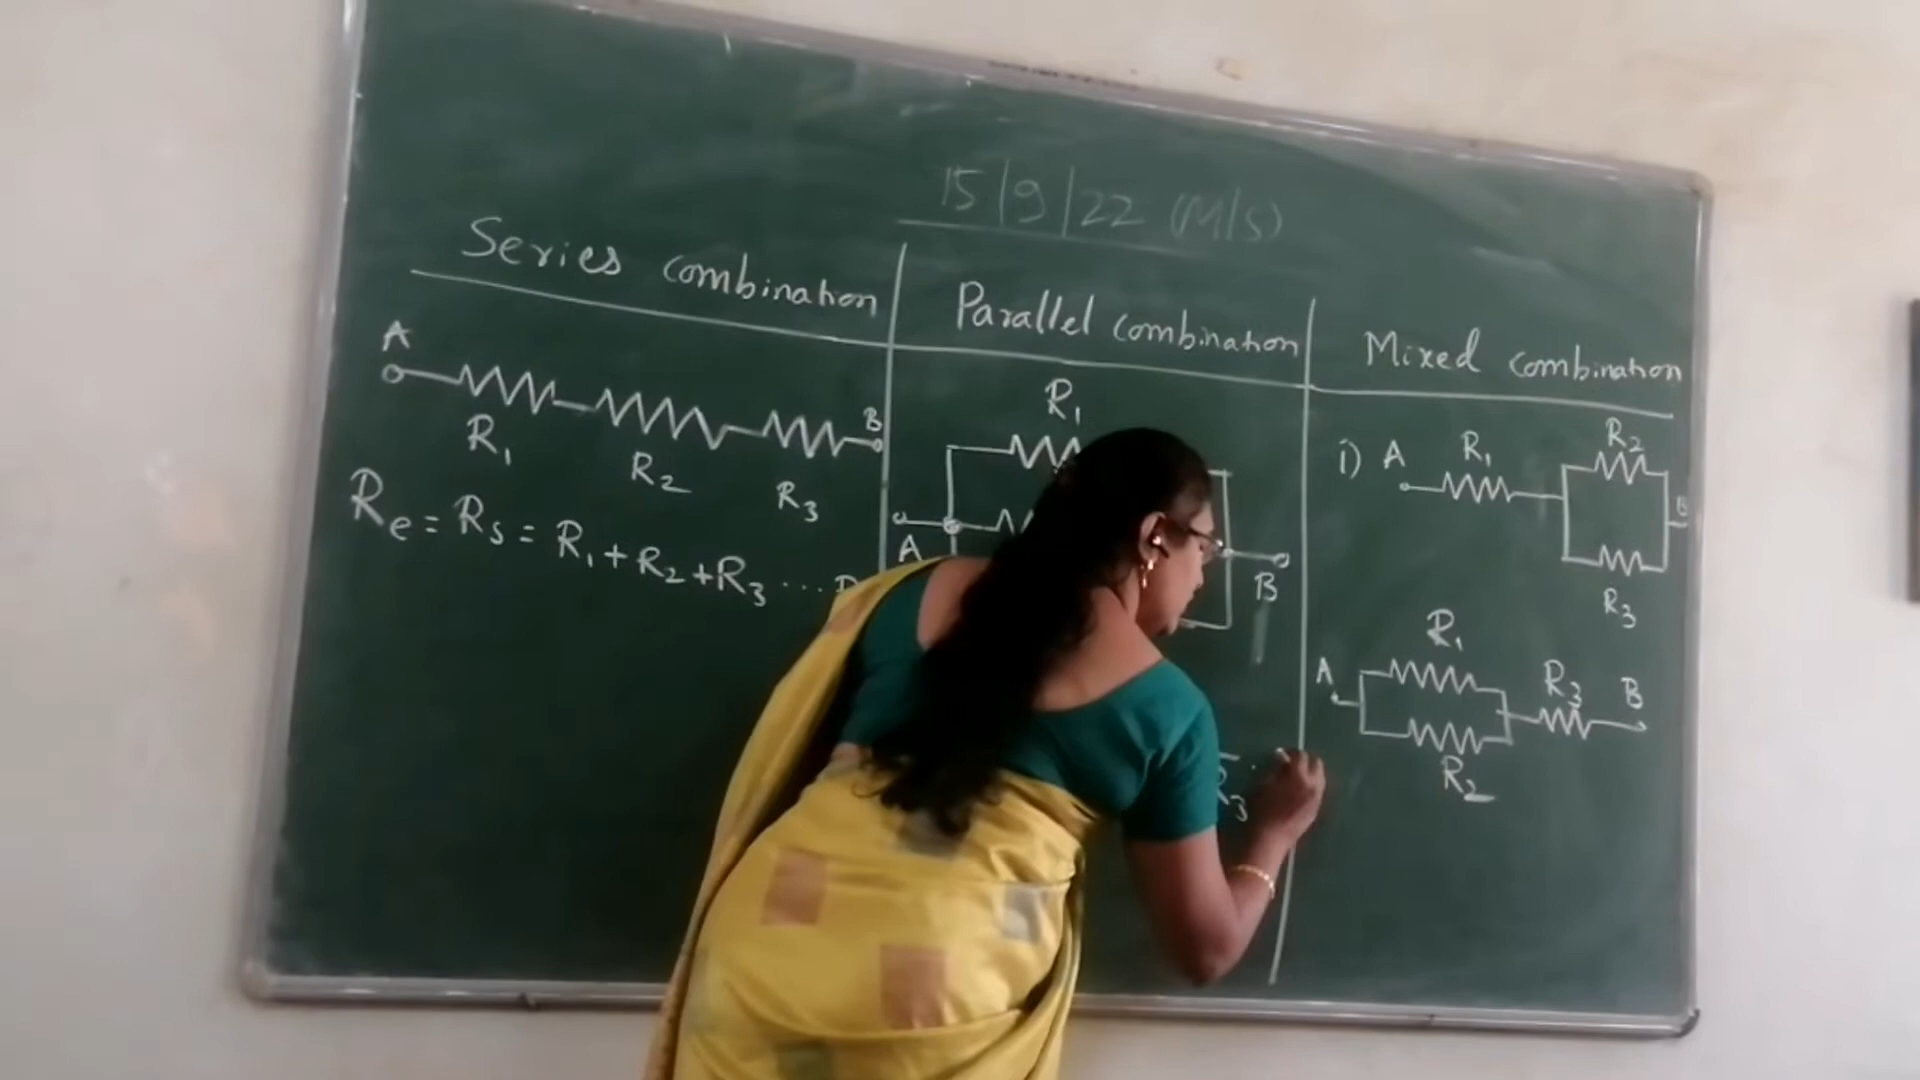 15/9/22 (M/S)
Series combination
A
B
R₁
R₂
R₃
Rₑ = Rₛ = R₁ + R₂ + R₃ ...
Parallel combination
R₁
A
B
R₃
Mixed combination
i) A R₁ R₂
B
R₃
R₁
A R₃ B
R₂